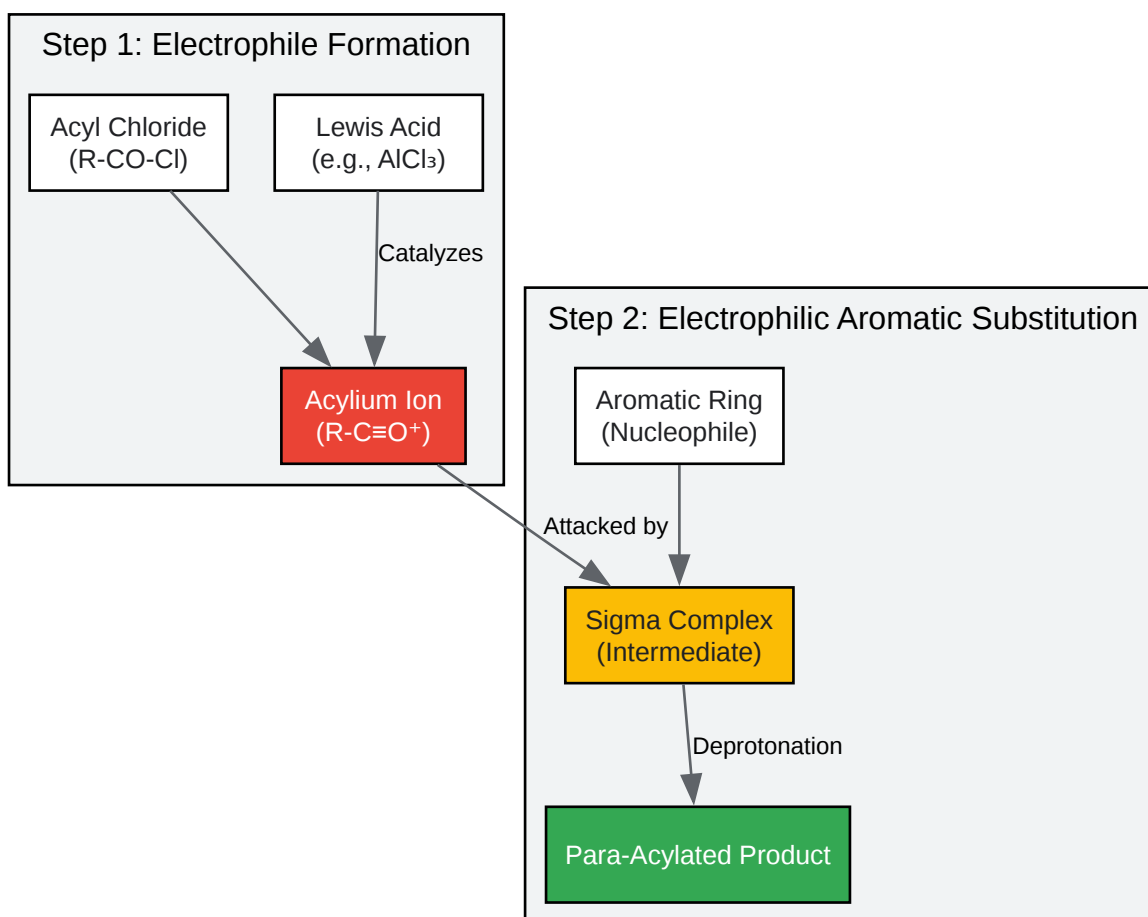 Step 1: Electrophile Formation
Acyl Chloride
(R-CO-Cl)
Lewis Acid
(e.g., AlCl₃)
Catalyzes
Acylium Ion
(R-C≡O⁺)
Step 2: Electrophilic Aromatic Substitution
Aromatic Ring
(Nucleophile)
Attacked by
Sigma Complex
(Intermediate)
Deprotonation
Para-Acylated Product